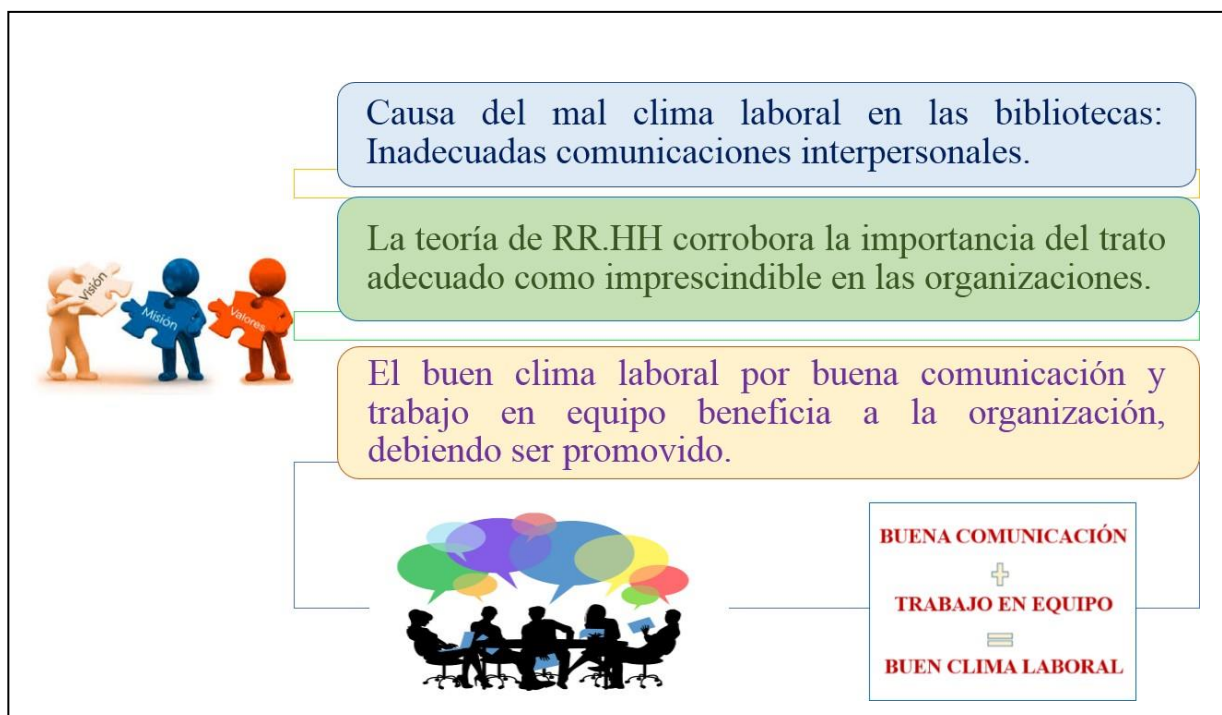 Causa del mal clima laboral en las bibliotecas:
Inadecuadas comunicaciones interpersonales.
La teoría de RR.HH corrobora la importancia del trato
adecuado como imprescindible en las organizaciones.
Visión
Misión
Valores
El buen clima laboral por buena comunicación y
trabajo en equipo beneficia a la organización,
debiendo ser promovido.
BUENA COMUNICACIÓN
+
TRABAJO EN EQUIPO
=
BUEN CLIMA LABORAL